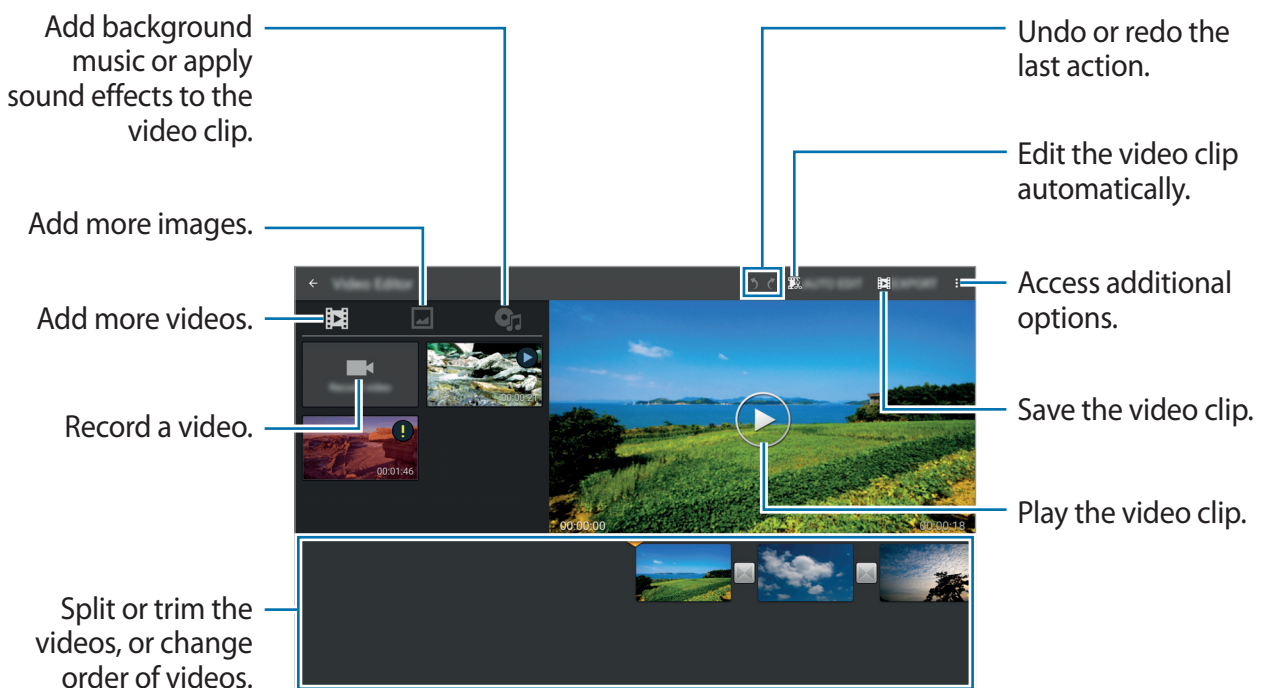 Add background
music or apply
sound effects to the
video clip.
Add more images.
Add more videos.
Record a video.
Split or trim the
videos, or change
order of videos.
Undo or redo the
last action.
Edit the video clip
automatically.
Access additional
options.
Save the video clip.
Play the video clip.
Video Editor
AUTO EDIT
EXPORT
Record video
00:00:21
00:01:46
00:00:00
00:00:18